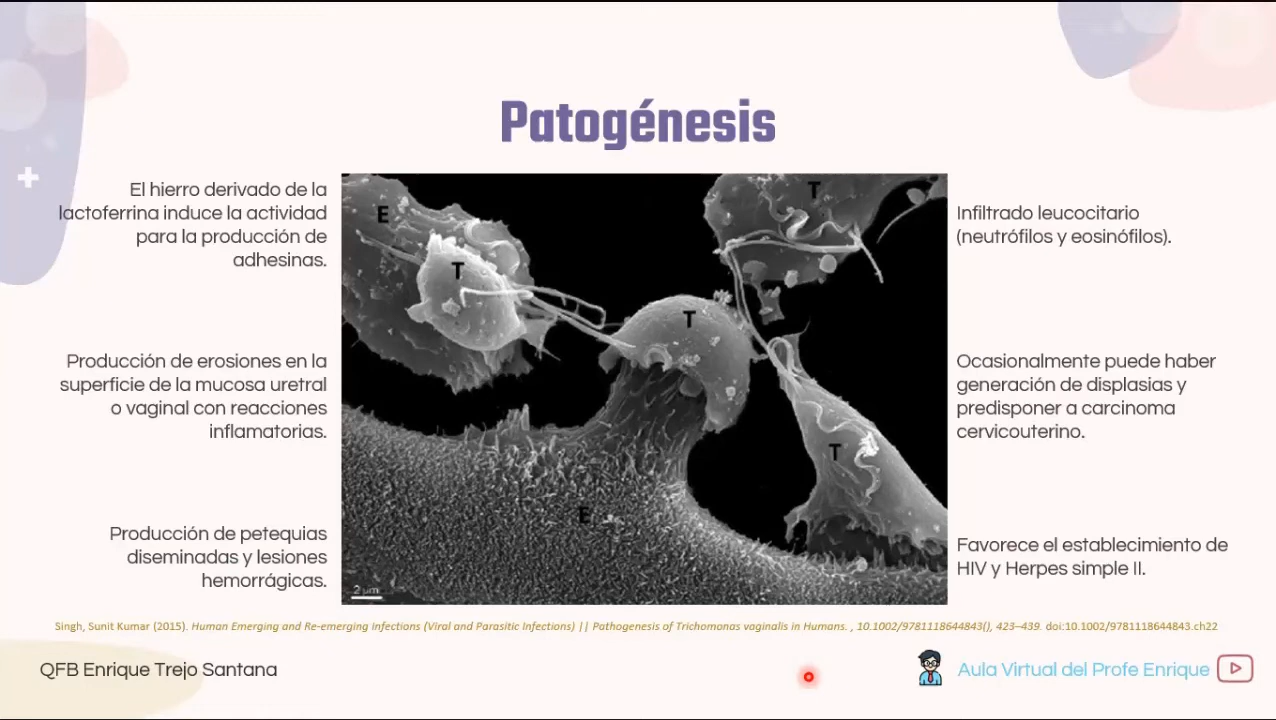 Patogénesis
El hierro derivado de la
lactoferrina induce la actividad
para la producción de
adhesinas.
Producción de erosiones en la
superficie de la mucosa uretral
o vaginal con reacciones
inflamatorias.
Producción de petequias
diseminadas y lesiones
hemorrágicas.
E
T
T
T
T
E
2 µm
Infiltrado leucocitario
(neutrófilos y eosinófilos).
Ocasionalmente puede haber
generación de displasias y
predisponer a carcinoma
cervicouterino.
Favorece el establecimiento de
HIV y Herpes simple II.
Singh, Sunit Kumar (2015). Human Emerging and Re-emerging Infections (Viral and Parasitic Infections) || Pathogenesis of Trichomonas vaginalis in Humans. , 10.1002/9781118644843(), 423–439. doi:10.1002/9781118644843.ch22
QFB Enrique Trejo Santana
Aula Virtual del Profe Enrique